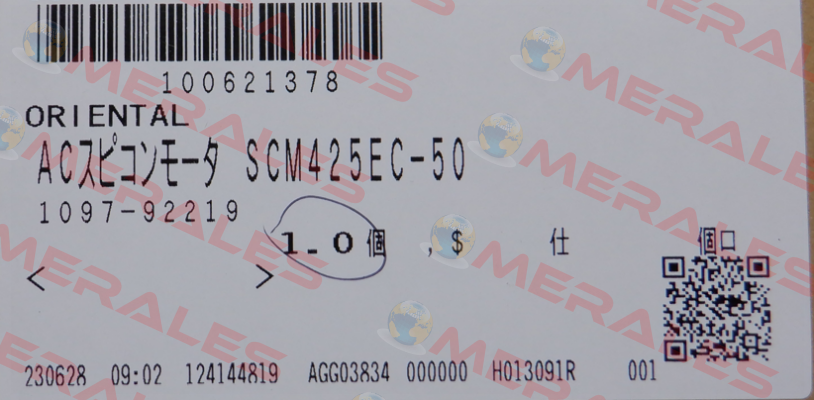 100621378
ORIENTAL
ACスピコンモータ SCM425EC-50
1097-92219
1.0個 ,$ 仕 個口
< >
230628 09:02 124144819 AGG03834 000000 H013091R 001
MERALES